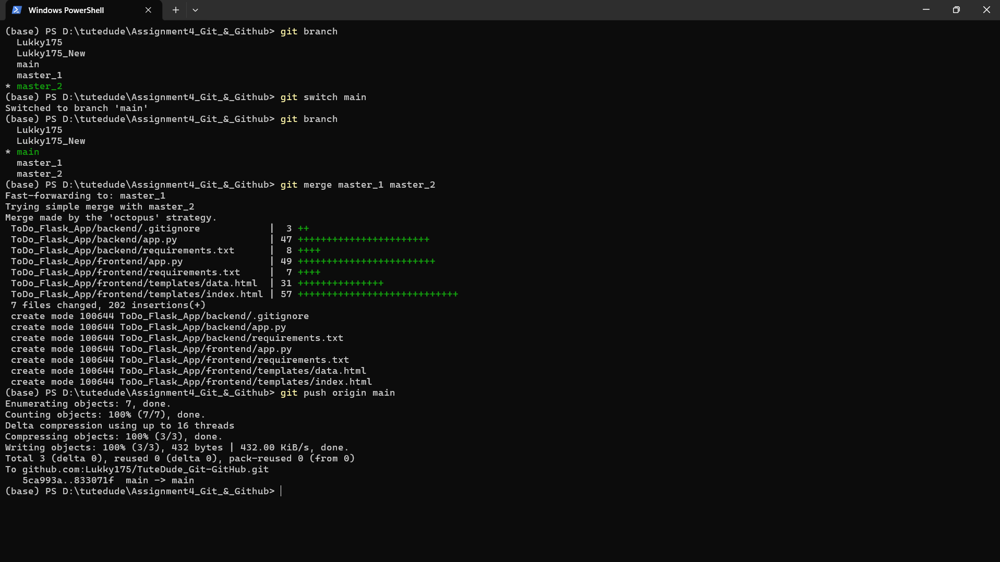 Windows PowerShell
(base) PS D:\tutedude\Assignment4_Git_&_Github> git branch
  Lukky175
  Lukky175_New
  main
  master_1
* master_2
(base) PS D:\tutedude\Assignment4_Git_&_Github> git switch main
Switched to branch 'main'
(base) PS D:\tutedude\Assignment4_Git_&_Github> git branch
  Lukky175
  Lukky175_New
* main
  master_1
  master_2
(base) PS D:\tutedude\Assignment4_Git_&_Github> git merge master_1 master_2
Fast-forwarding to: master_1
Trying simple merge with master_2
Merge made by the 'octopus' strategy.
 ToDo_Flask_App/backend/.gitignore            |  3 ++
 ToDo_Flask_App/backend/app.py                | 47 +++++++++++++++++++++++
 ToDo_Flask_App/backend/requirements.txt      |  8 ++++
 ToDo_Flask_App/frontend/app.py               | 49 ++++++++++++++++++++++++
 ToDo_Flask_App/frontend/requirements.txt     |  7 ++++
 ToDo_Flask_App/frontend/templates/data.html  | 31 +++++++++++++++
 ToDo_Flask_App/frontend/templates/index.html | 57 ++++++++++++++++++++++++++++
 7 files changed, 202 insertions(+)
 create mode 100644 ToDo_Flask_App/backend/.gitignore
 create mode 100644 ToDo_Flask_App/backend/app.py
 create mode 100644 ToDo_Flask_App/backend/requirements.txt
 create mode 100644 ToDo_Flask_App/frontend/app.py
 create mode 100644 ToDo_Flask_App/frontend/requirements.txt
 create mode 100644 ToDo_Flask_App/frontend/templates/data.html
 create mode 100644 ToDo_Flask_App/frontend/templates/index.html
(base) PS D:\tutedude\Assignment4_Git_&_Github> git push origin main
Enumerating objects: 7, done.
Counting objects: 100% (7/7), done.
Delta compression using up to 16 threads
Compressing objects: 100% (3/3), done.
Writing objects: 100% (3/3), 432 bytes | 432.00 KiB/s, done.
Total 3 (delta 0), reused 0 (delta 0), pack-reused 0 (from 0)
To github.com:Lukky175/TuteDude_Git-GitHub.git
   5ca993a..833071f  main -> main
(base) PS D:\tutedude\Assignment4_Git_&_Github>